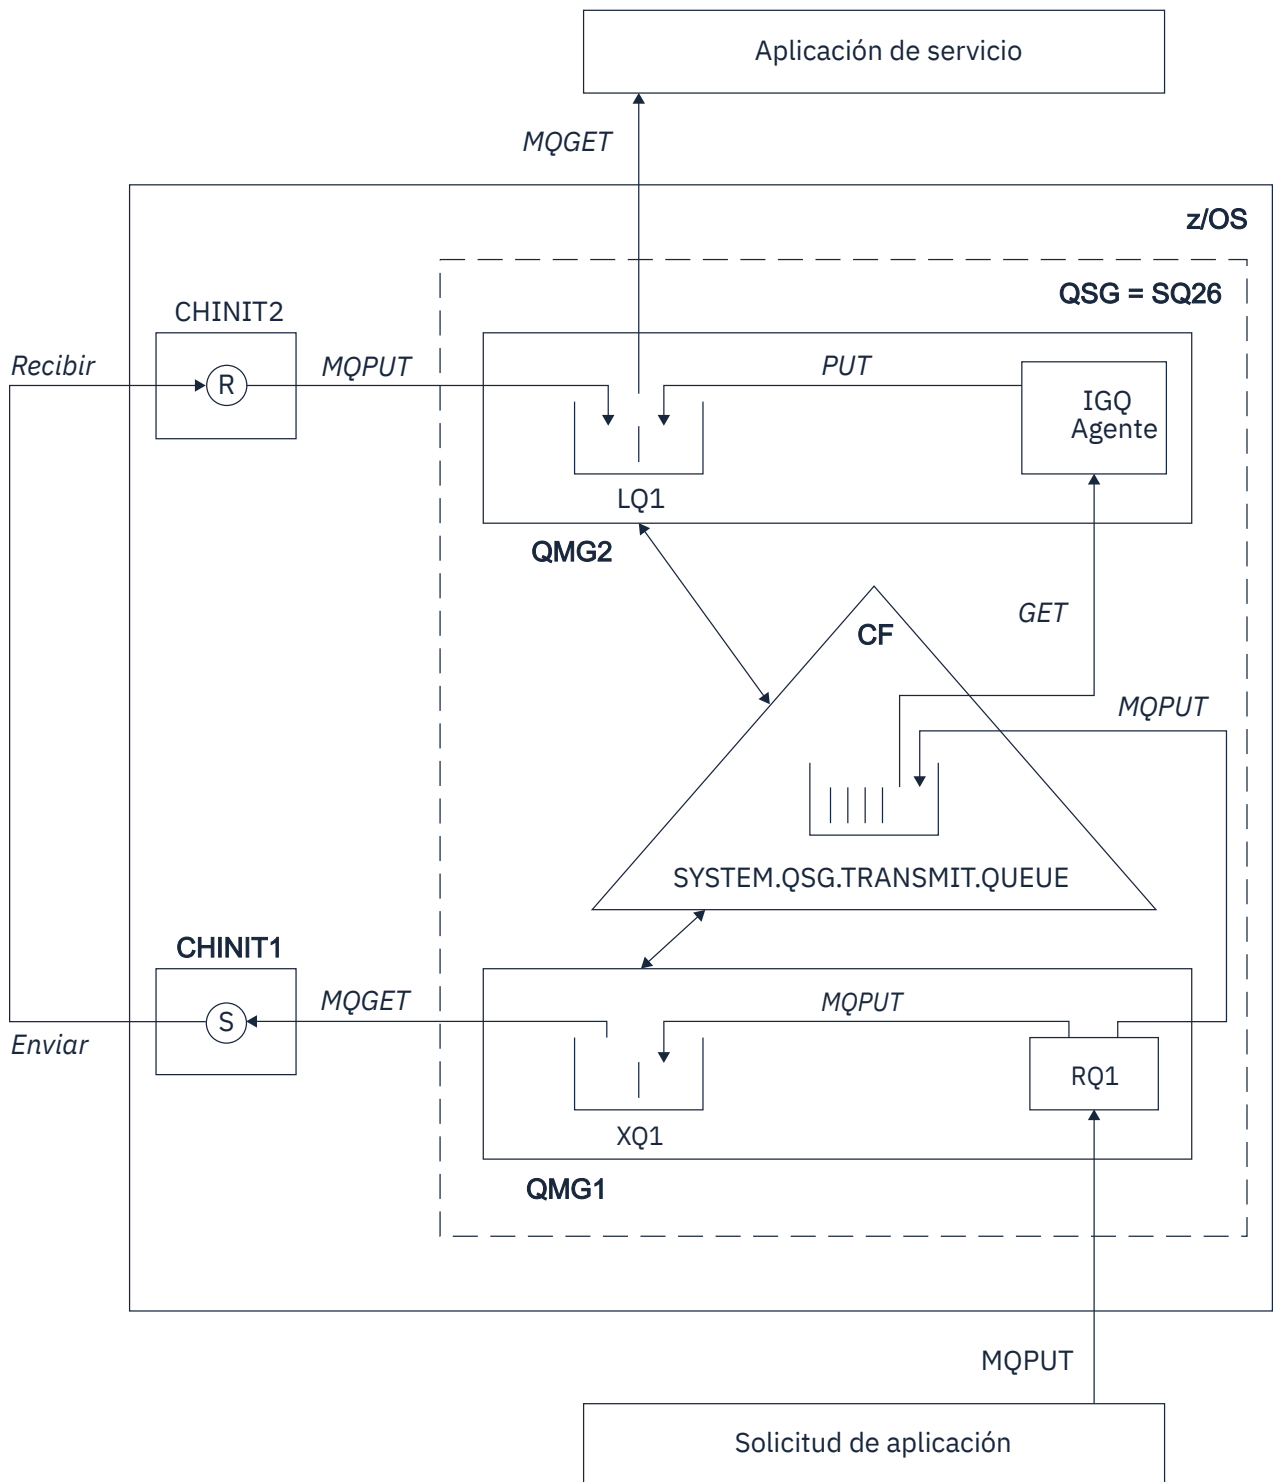 Aplicación de servicio
MQGET
z/OS
QSG = SQ26
CHINIT2
Recibir
R
MQPUT
PUT
IGQ
Agente
LQ1
QMG2
GET
CF
MQPUT
SYSTEM.QSG.TRANSMIT.QUEUE
CHINIT1
MQGET
MQPUT
S
Enviar
RQ1
XQ1
QMG1
MQPUT
Solicitud de aplicación